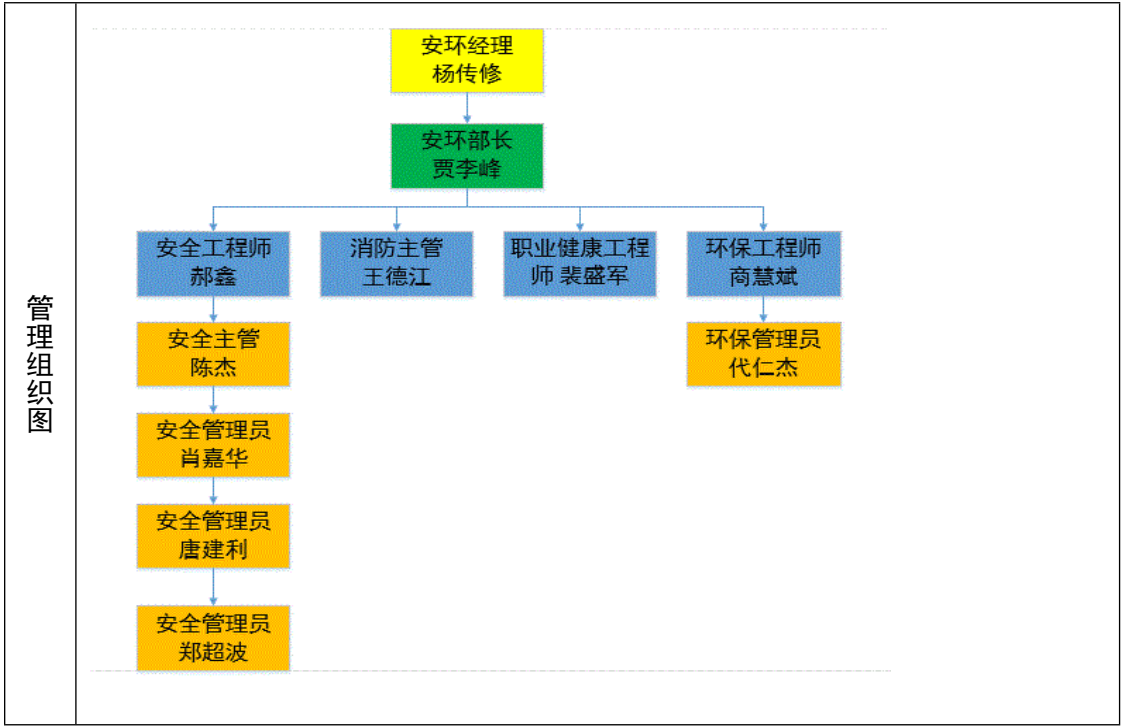 管理组织图
安环经理
杨传修
安环部长
贾李峰
安全工程师
郝鑫
消防主管
王德江
职业健康工程
师 裴盛军
环保工程师
商慧斌
安全主管
陈杰
环保管理员
代仁杰
安全管理员
肖嘉华
安全管理员
唐建利
安全管理员
郑超波